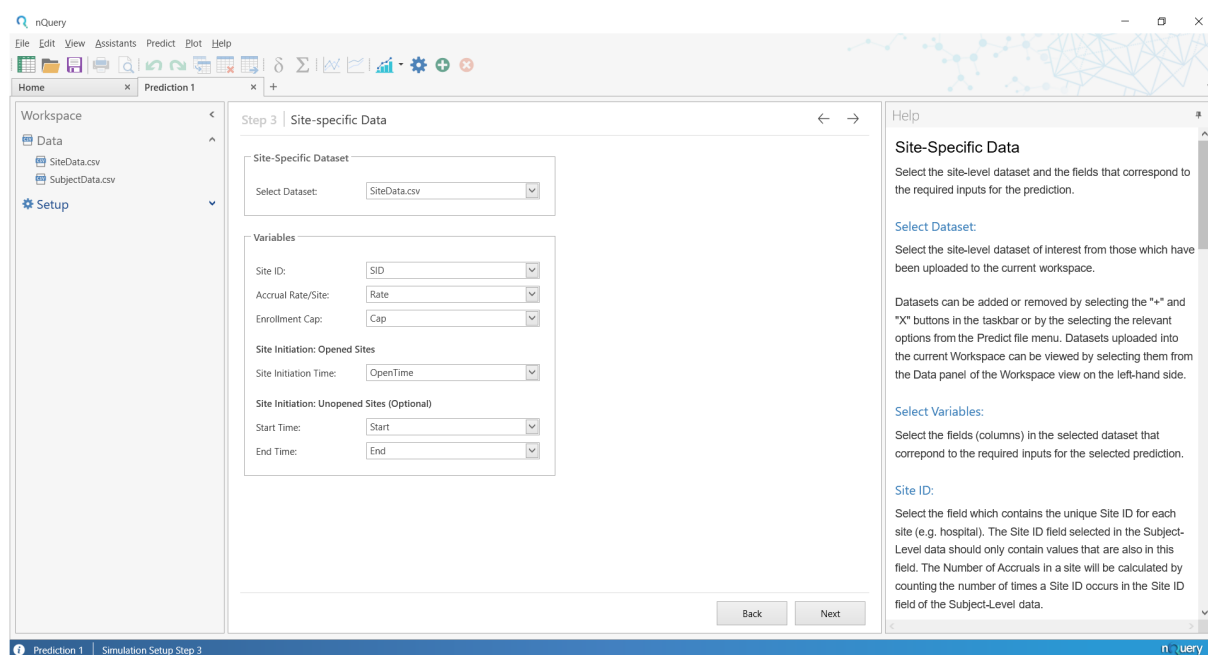 nQuery
File Edit View Assistants Predict Plot Help
Home × Prediction 1 × +
Workspace
Data
SiteData.csv
SubjectData.csv
Setup
Step 3 | Site-specific Data
Site-Specific Dataset
Select Dataset: SiteData.csv
Variables
Site ID: SID
Accrual Rate/Site: Rate
Enrollment Cap: Cap
Site Initiation: Opened Sites
Site Initiation Time: OpenTime
Site Initiation: Unopened Sites (Optional)
Start Time: Start
End Time: End
Back Next
Help
Site-Specific Data
Select the site-level dataset and the fields that correspond to
the required inputs for the prediction.
Select Dataset:
Select the site-level dataset of interest from those which have
been uploaded to the current workspace.
Datasets can be added or removed by selecting the "+" and
"X" buttons in the taskbar or by the selecting the relevant
options from the Predict file menu. Datasets uploaded into
the current Workspace can be viewed by selecting them from
the Data panel of the Workspace view on the left-hand side.
Select Variables:
Select the fields (columns) in the selected dataset that
correpond to the required inputs for the selected prediction.
Site ID:
Select the field which contains the unique Site ID for each
site (e.g. hospital). The Site ID field selected in the Subject-
Level data should only contain values that are also in this
field. The Number of Accruals in a site will be calculated by
counting the number of times a Site ID occurs in the Site ID
field of the Subject-Level data.
Prediction 1 | Simulation Setup Step 3
nQuery